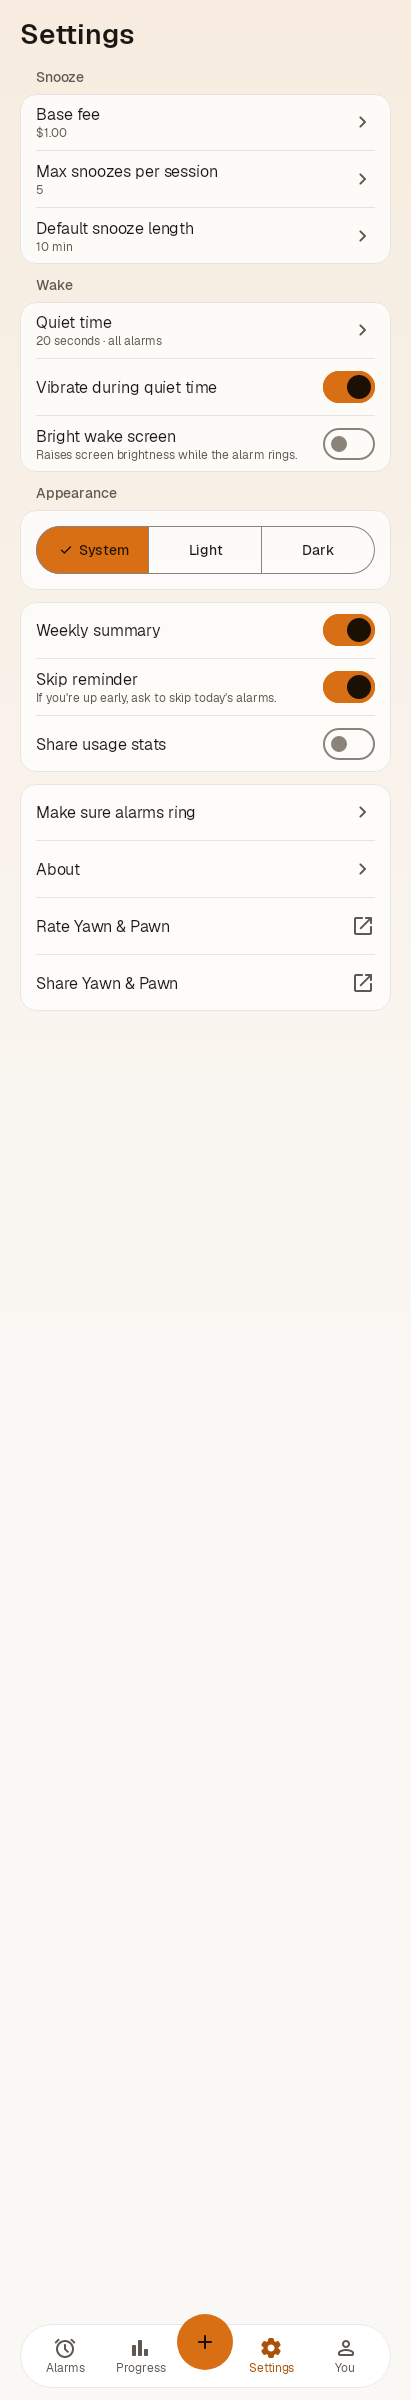 Settings
Snooze
Base fee
$1.00
Max snoozes per session
5
Default snooze length
10 min
Wake
Quiet time
20 seconds · all alarms
Vibrate during quiet time
Bright wake screen
Raises screen brightness while the alarm rings.
Appearance
System Light Dark
Weekly summary
Skip reminder
If you're up early, ask to skip today's alarms.
Share usage stats
Make sure alarms ring
About
Rate Yawn & Pawn
Share Yawn & Pawn
Alarms Progress Settings You